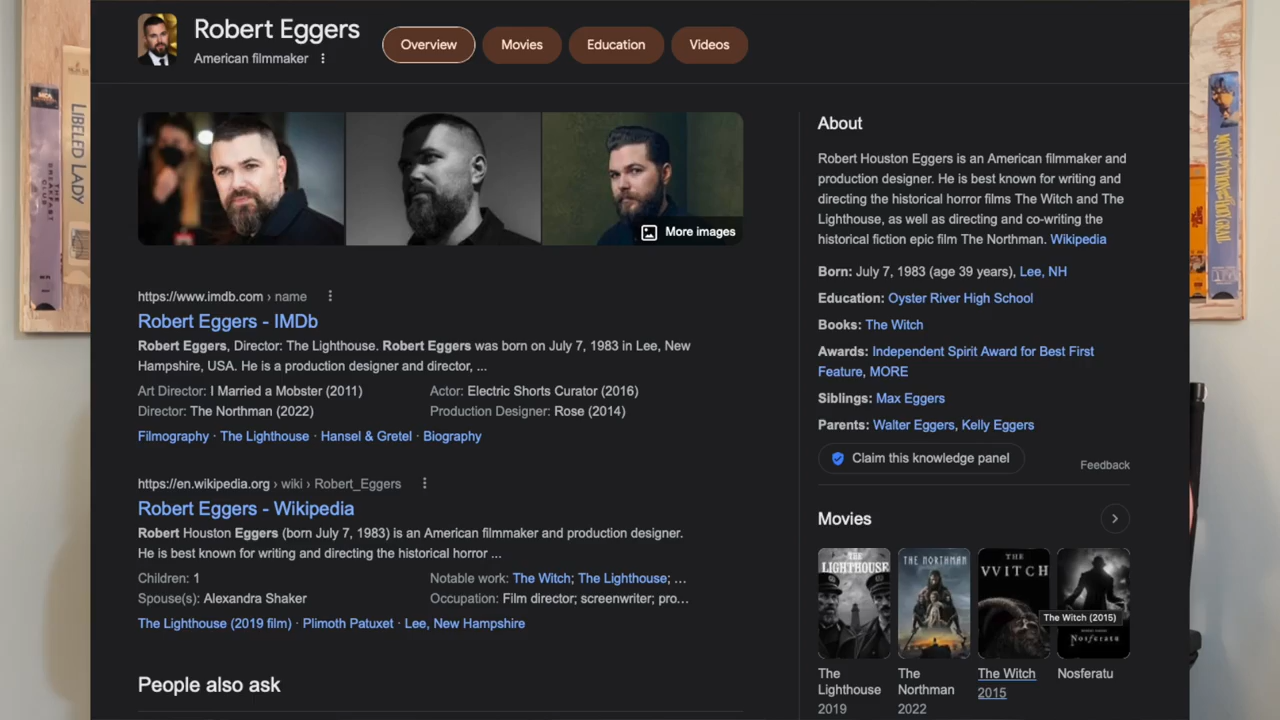 Robert Eggers
American filmmaker
Overview
Movies
Education
Videos
LIBELED LADY
THE BREAKFAST CLUB
MONTY PYTHON AND THE HOLY GRAIL
More images
https://www.imdb.com › name
Robert Eggers - IMDb
Robert Eggers, Director: The Lighthouse. Robert Eggers was born on July 7, 1983 in Lee, New
Hampshire, USA. He is a production designer and director, ...
Art Director: I Married a Mobster (2011)
Actor: Electric Shorts Curator (2016)
Director: The Northman (2022)
Production Designer: Rose (2014)
Filmography · The Lighthouse · Hansel & Gretel · Biography
https://en.wikipedia.org › wiki › Robert_Eggers
Robert Eggers - Wikipedia
Robert Houston Eggers (born July 7, 1983) is an American filmmaker and production designer.
He is best known for writing and directing the historical horror ...
Children: 1
Notable work: The Witch; The Lighthouse; ...
Spouse(s): Alexandra Shaker
Occupation: Film director; screenwriter; pro...
The Lighthouse (2019 film) · Plimoth Patuxet · Lee, New Hampshire
People also ask
About
Robert Houston Eggers is an American filmmaker and
production designer. He is best known for writing and
directing the historical horror films The Witch and The
Lighthouse, as well as directing and co-writing the
historical fiction epic film The Northman. Wikipedia
Born: July 7, 1983 (age 39 years), Lee, NH
Education: Oyster River High School
Books: The Witch
Awards: Independent Spirit Award for Best First
Feature, MORE
Siblings: Max Eggers
Parents: Walter Eggers, Kelly Eggers
Claim this knowledge panel
Feedback
Movies
THE
LIGHTHOUSE
THE NORTHMAN
THE
VVITCH
Nosferatu
The Witch (2015)
The
Lighthouse
2019
The
Northman
2022
The Witch
2015
Nosferatu